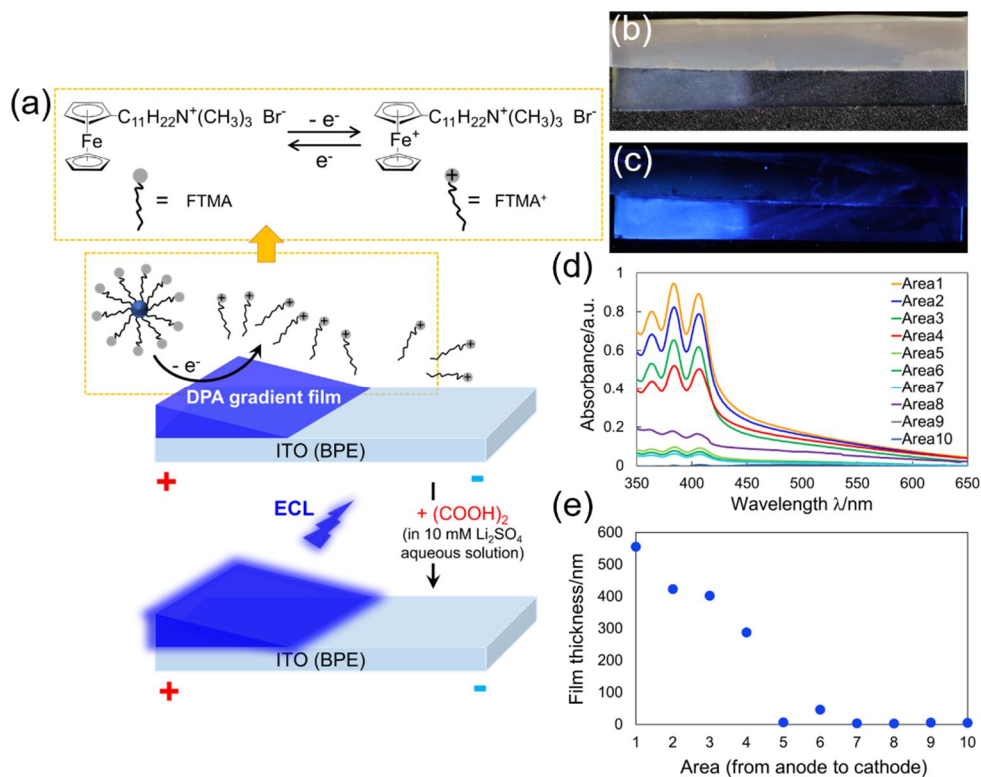 (a)
C₁₁H₂₂N⁺(CH₃)₃ Br⁻
Fe
- e⁻
e⁻
C₁₁H₂₂N⁺(CH₃)₃ Br⁻
Fe⁺
= FTMA
+
= FTMA⁺
+ + + + + + + + +
- e⁻
DPA gradient film
ITO (BPE)
+
-
ECL
+ (COOH)₂
(in 10 mM Li₂SO₄
aqueous solution)
ITO (BPE)
+
-
(b)
(c)
(d)
Absorbance/a.u.
1
0.8
0.6
0.4
0.2
0
350 400 450 500 550 600 650
Wavelength λ/nm
Area1
Area2
Area3
Area4
Area5
Area6
Area7
Area8
Area9
Area10
(e)
Film thickness/nm
600
500
400
300
200
100
0
1 2 3 4 5 6 7 8 9 10
Area (from anode to cathode)